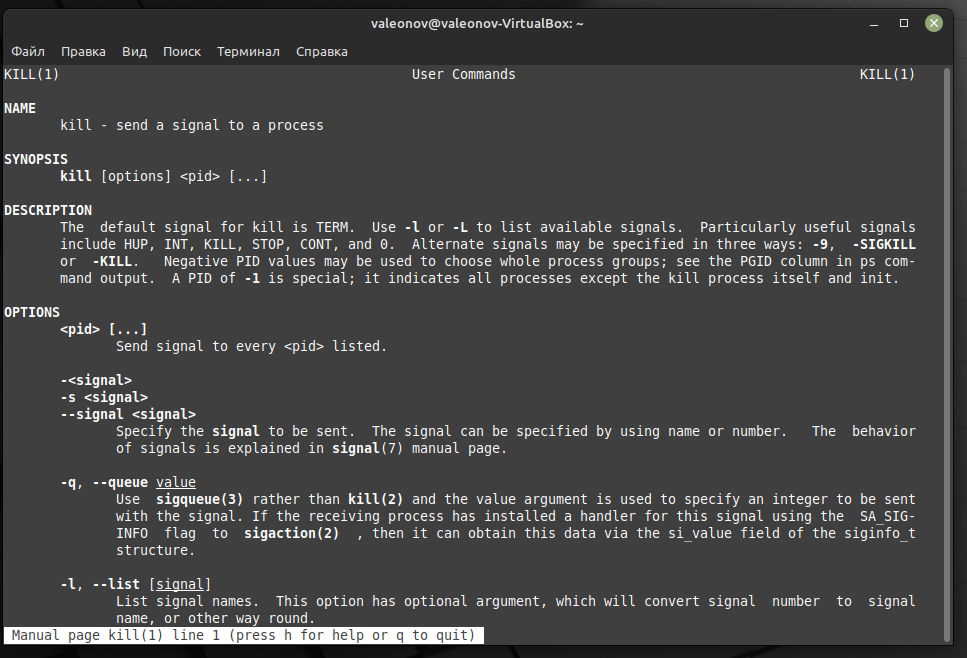 valeonov@valeonov-VirtualBox: ~
Файл Правка Вид Поиск Терминал Справка
KILL(1) User Commands KILL(1)
NAME
kill - send a signal to a process
SYNOPSIS
kill [options] <pid> [...]
DESCRIPTION
The default signal for kill is TERM. Use -l or -L to list available signals. Particularly useful signals
include HUP, INT, KILL, STOP, CONT, and 0. Alternate signals may be specified in three ways: -9, -SIGKILL
or -KILL. Negative PID values may be used to choose whole process groups; see the PGID column in ps com-
mand output. A PID of -1 is special; it indicates all processes except the kill process itself and init.
OPTIONS
<pid> [...]
Send signal to every <pid> listed.
-<signal>
-s <signal>
--signal <signal>
Specify the signal to be sent. The signal can be specified by using name or number. The behavior
of signals is explained in signal(7) manual page.
-q, --queue value
Use sigqueue(3) rather than kill(2) and the value argument is used to specify an integer to be sent
with the signal. If the receiving process has installed a handler for this signal using the SA_SIG-
INFO flag to sigaction(2) , then it can obtain this data via the si_value field of the siginfo_t
structure.
-l, --list [signal]
List signal names. This option has optional argument, which will convert signal number to signal
name, or other way round.
Manual page kill(1) line 1 (press h for help or q to quit)